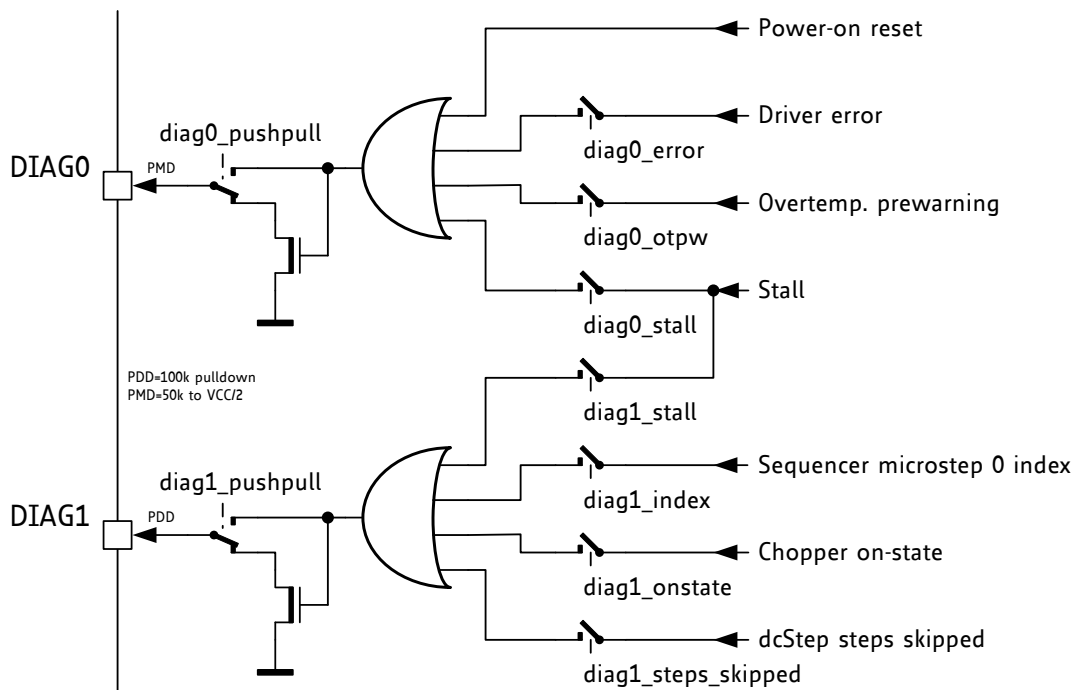 Power-on reset
Driver error
diag0_pushpull
diag0_error
DIAG0
PMD
Overtemp. prewarning
diag0_otpw
Stall
diag0_stall
PDD=100k pulldown
PMD=50k to VCC/2
diag1_stall
Sequencer microstep 0 index
diag1_pushpull
diag1_index
DIAG1
PDD
Chopper on-state
diag1_onstate
dcStep steps skipped
diag1_steps_skipped